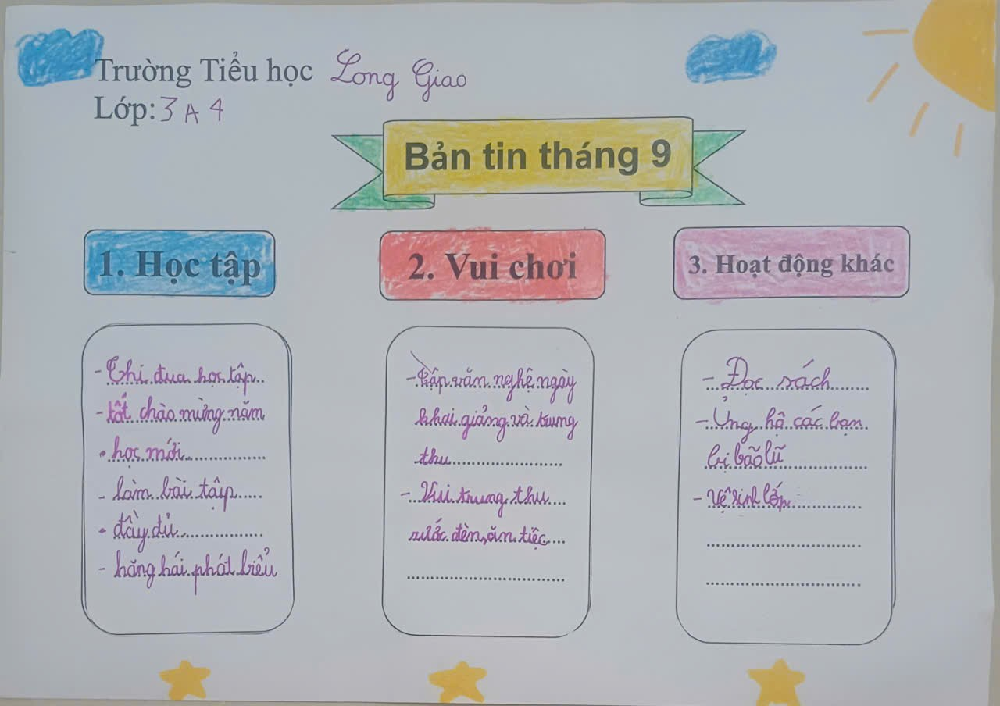 Trường Tiểu học Long Giao
Lớp: 3A4
Bản tin tháng 9
1. Học tập
- Thi đua học tập
- tốt chào mừng năm
• học mới
- làm bài tập
• đầy đủ
- hăng hái phát biểu
2. Vui chơi
- Tập văn nghệ ngày
khai giảng và trung
thu
- Vui trung thu
rước đèn, ăn tiệc
3. Hoạt động khác
- Đọc sách
- Ủng hộ các bạn
bị bão lũ
- Vệ sinh lớp